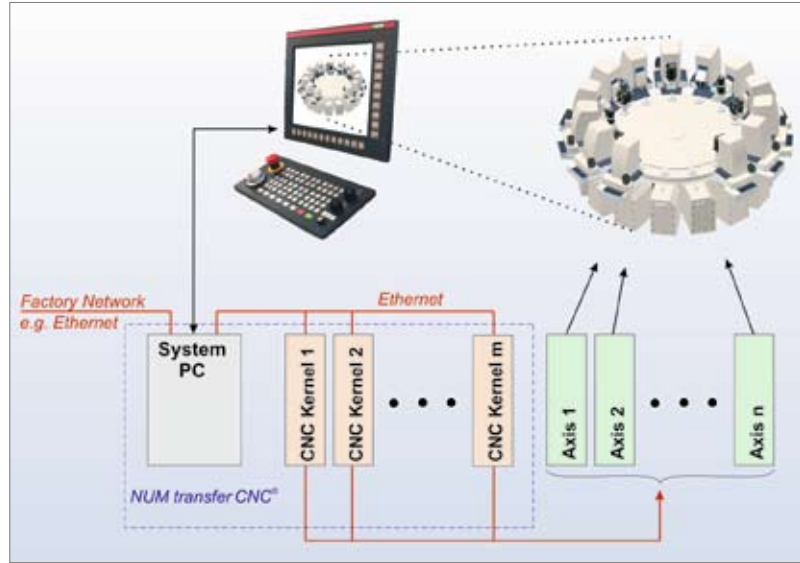 Factory Network
e.g. Ethernet
Ethernet
System
PC
CNC Kernel 1
CNC Kernel 2
CNC Kernel m
Axis 1
Axis 2
Axis n
NUM transfer CNC®